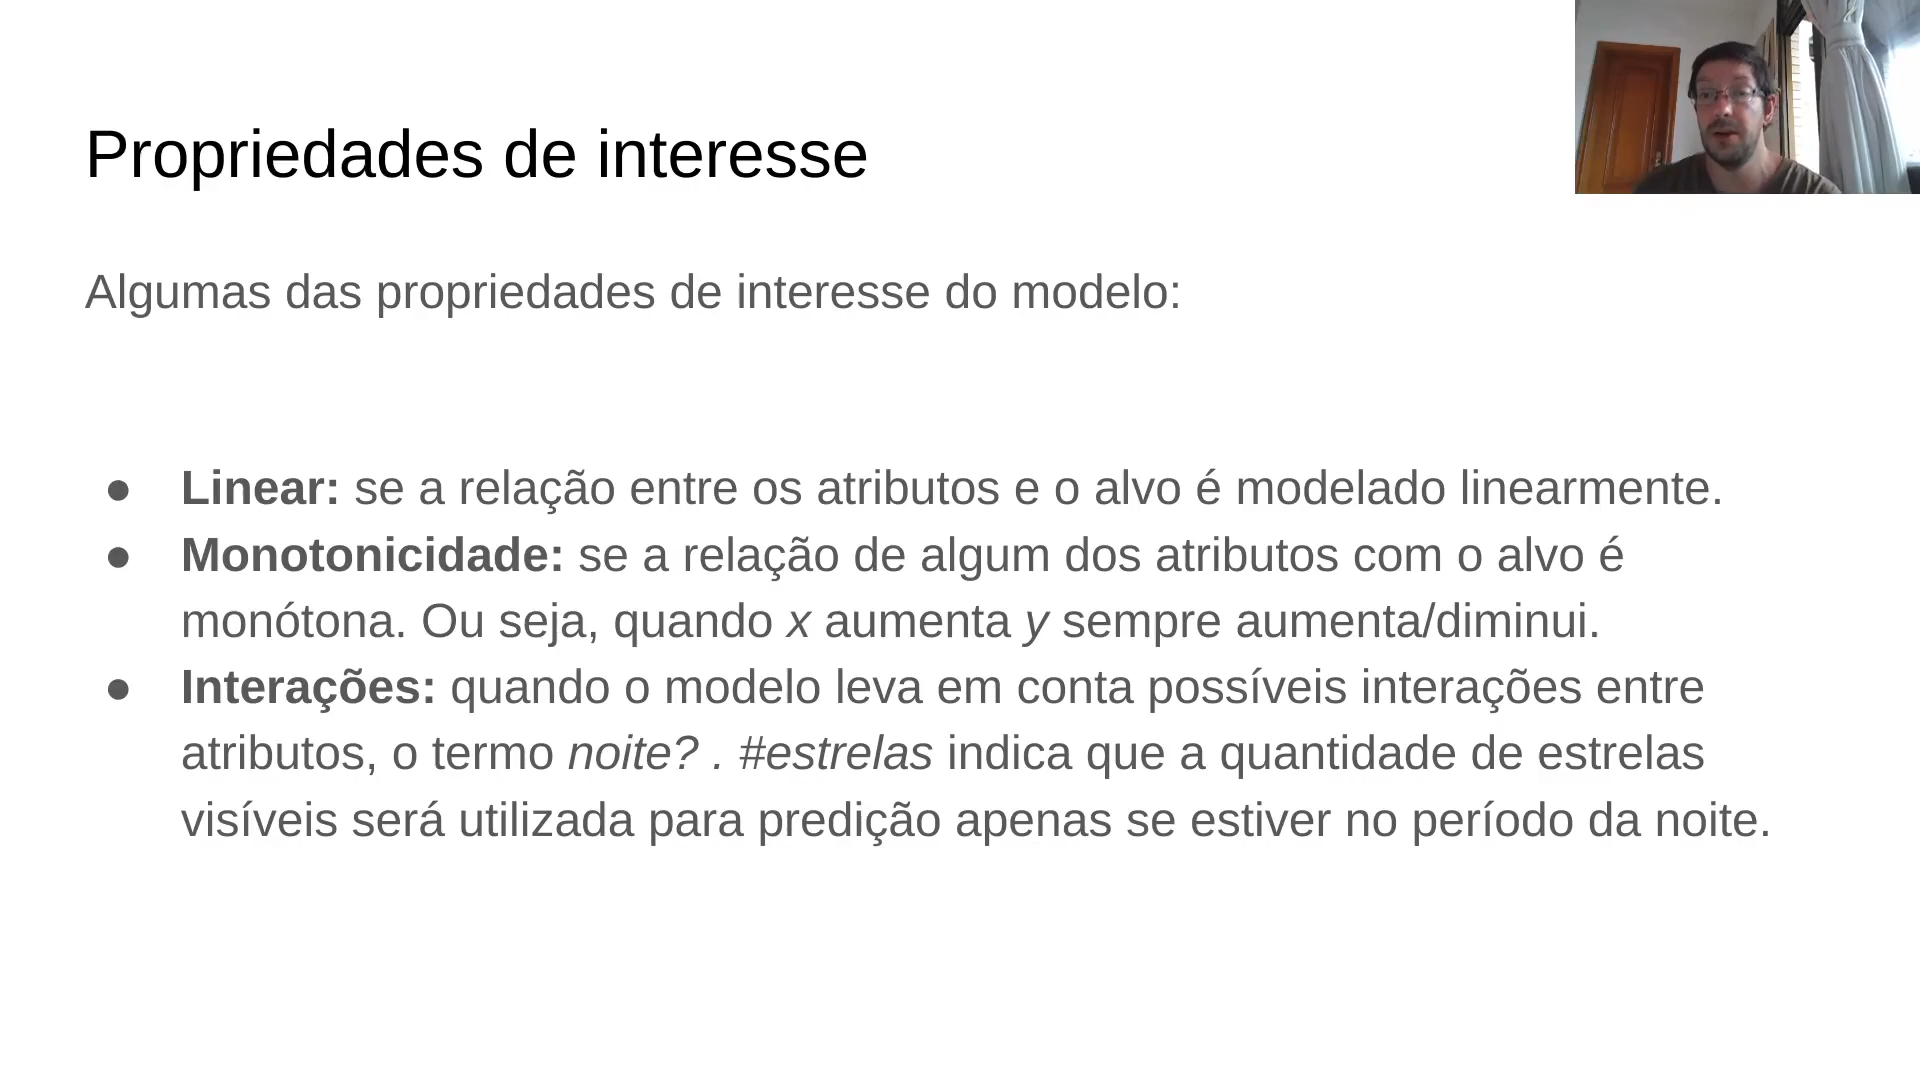 Propriedades de interesse
Algumas das propriedades de interesse do modelo:
● Linear: se a relação entre os atributos e o alvo é modelado linearmente.
● Monotonicidade: se a relação de algum dos atributos com o alvo é
monótona. Ou seja, quando x aumenta y sempre aumenta/diminui.
● Interações: quando o modelo leva em conta possíveis interações entre
atributos, o termo noite? . #estrelas indica que a quantidade de estrelas
visíveis será utilizada para predição apenas se estiver no período da noite.